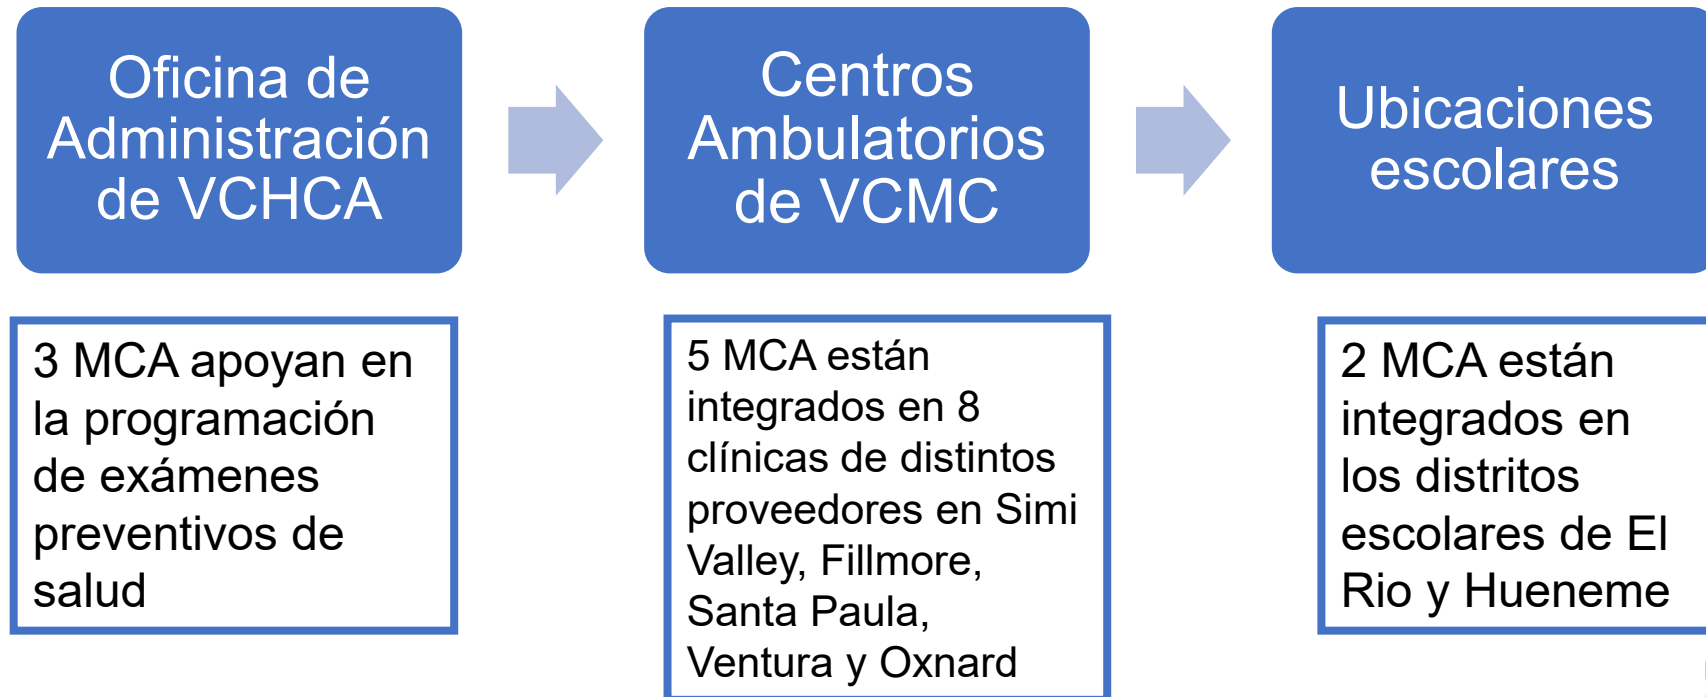 Oficina de
Administración
de VCHCA
Centros
Ambulatorios
de VCMC
Ubicaciones
escolares
3 MCA apoyan en
la programación
de exámenes
preventivos de
salud
5 MCA están
integrados en 8
clínicas de distintos
proveedores en Simi
Valley, Fillmore,
Santa Paula,
Ventura y Oxnard
2 MCA están
integrados en
los distritos
escolares de El
Rio y Hueneme